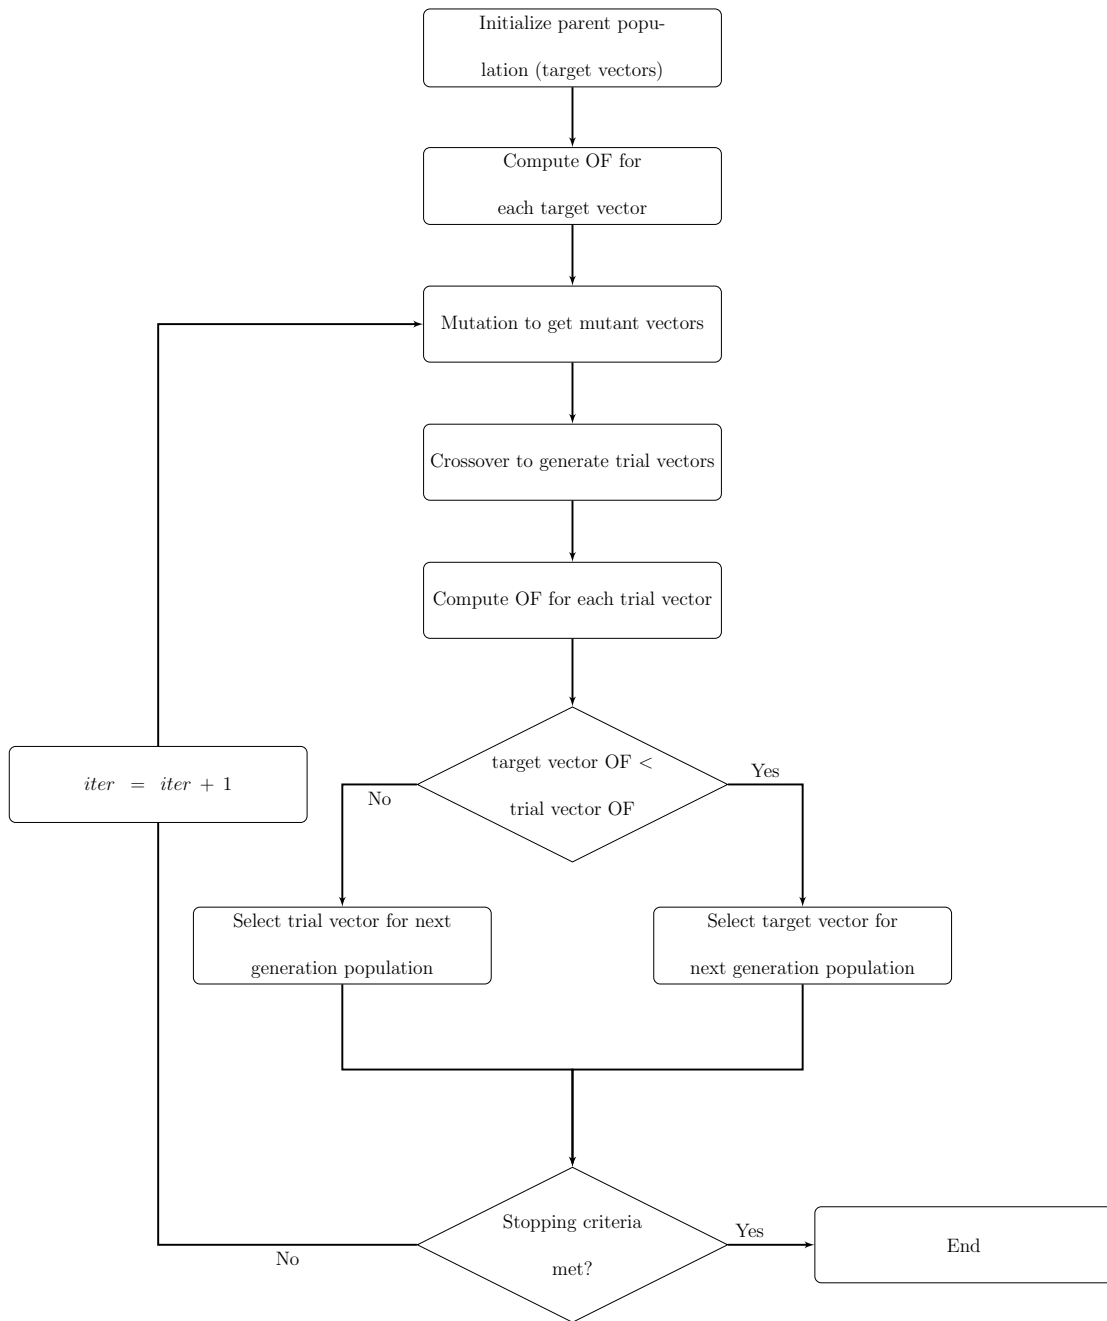 Initialize parent popu-
lation (target vectors)
Compute OF for
each target vector
Mutation to get mutant vectors
Crossover to generate trial vectors
Compute OF for each trial vector
target vector OF <
trial vector OF
Yes
No
iter = iter + 1
Select trial vector for next
generation population
Select target vector for
next generation population
Stopping criteria
met?
Yes
No
End